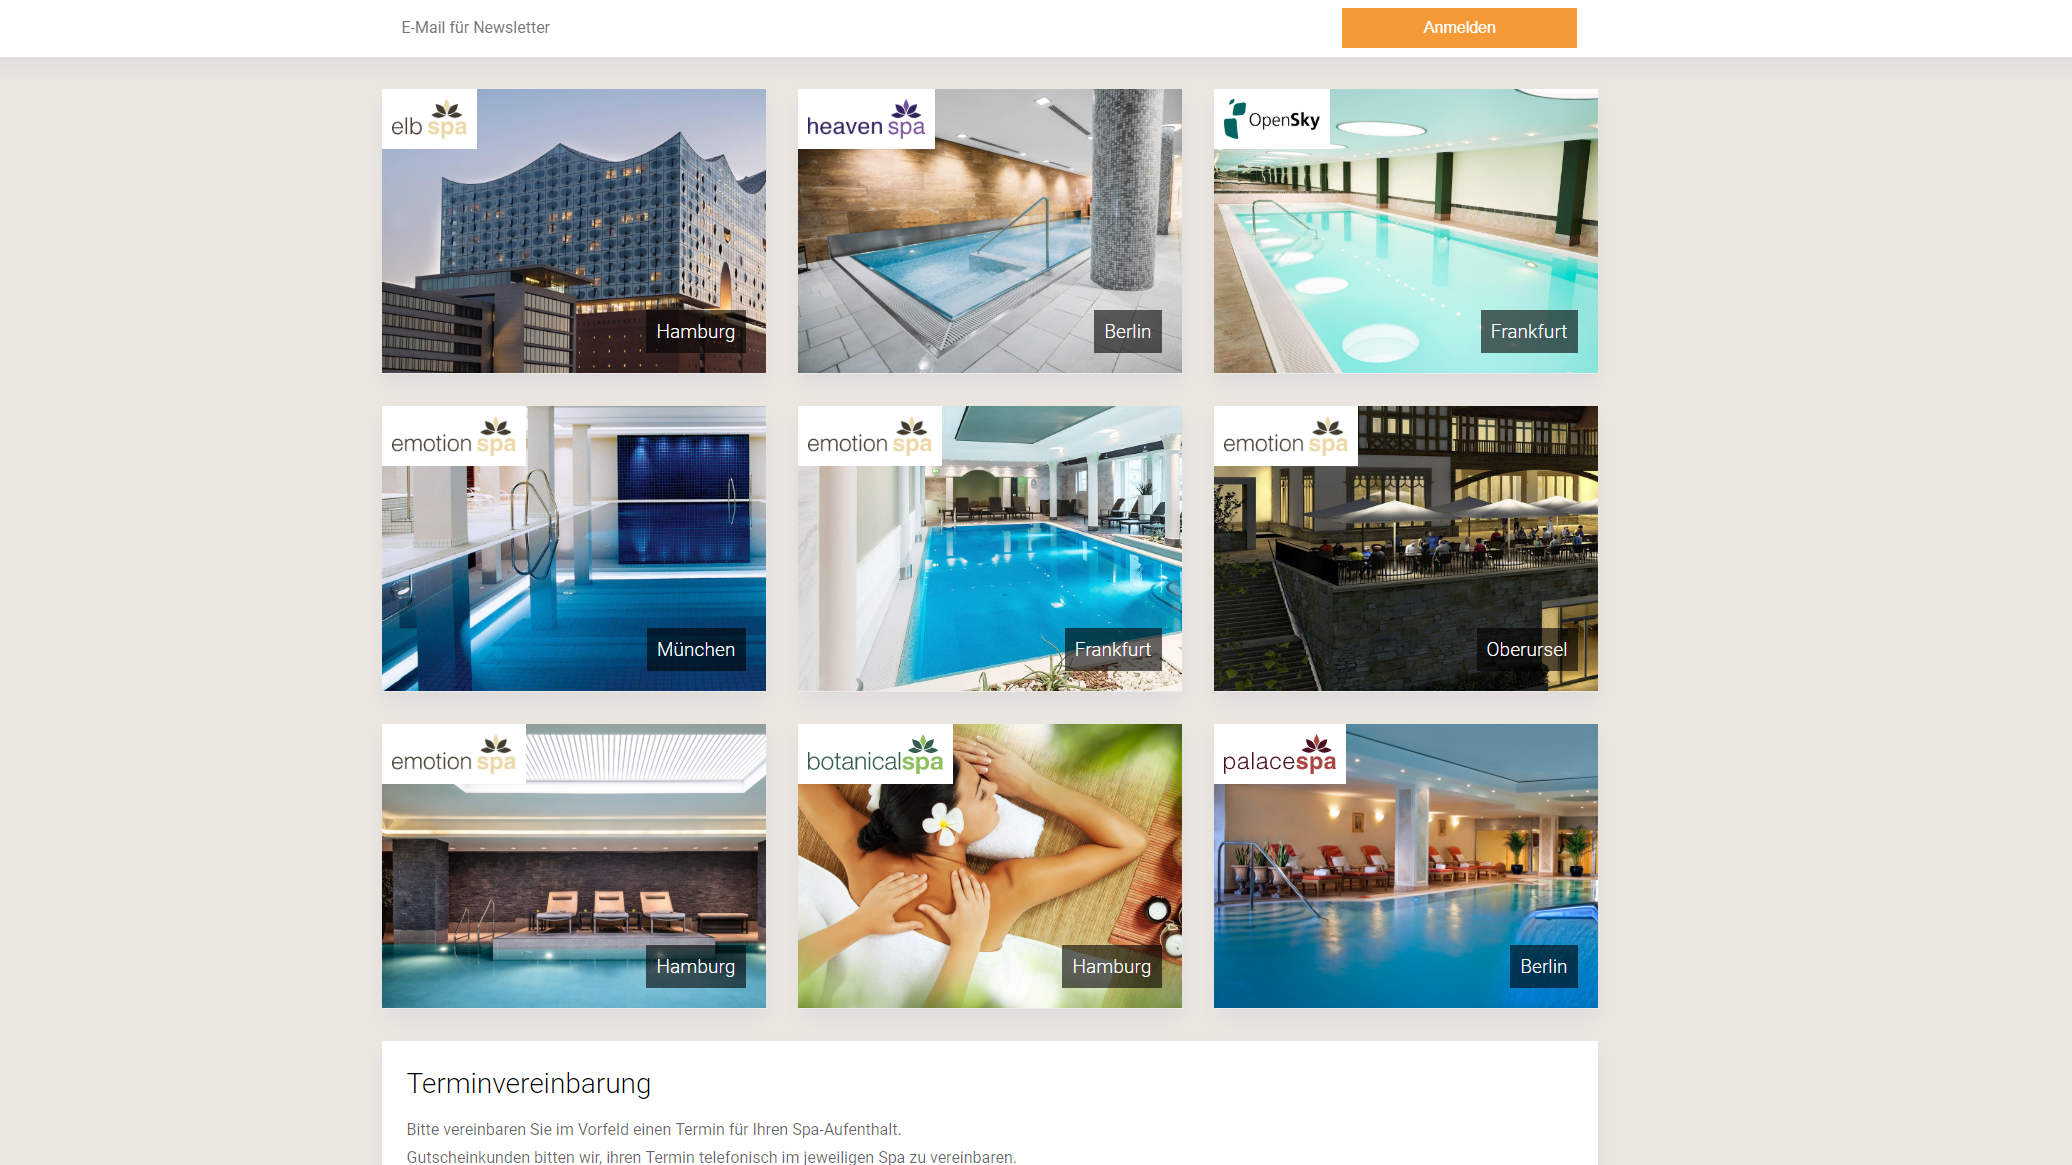 E-Mail für Newsletter
Anmelden
elb spa
Hamburg
heaven spa
Berlin
OpenSky
Frankfurt
emotion spa
München
emotion spa
Frankfurt
emotion spa
Oberursel
emotion spa
Hamburg
botanicalspa
Hamburg
palacespa
Berlin
Terminvereinbarung
Bitte vereinbaren Sie im Vorfeld einen Termin für Ihren Spa-Aufenthalt.
Gutscheinkunden bitten wir, ihren Termin telefonisch im jeweiligen Spa zu vereinbaren.